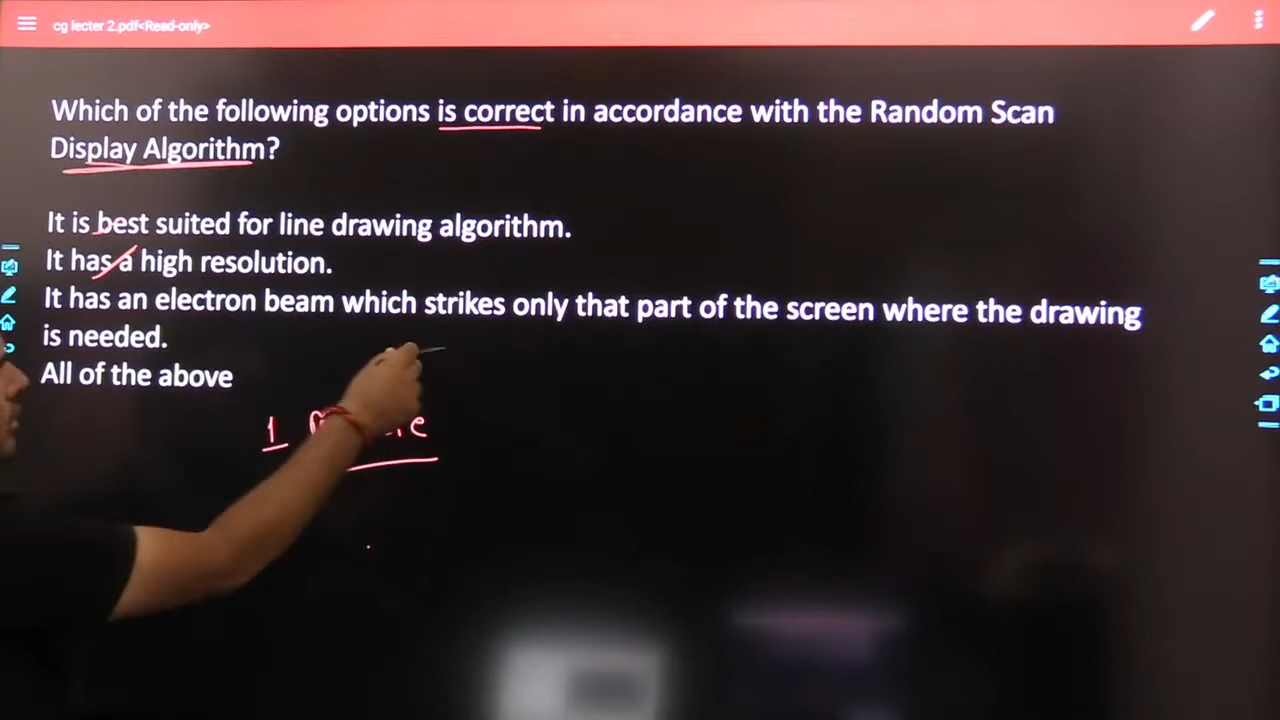 cg lecter 2.pdf<Read-only>
Which of the following options is correct in accordance with the Random Scan
Display Algorithm?
It is best suited for line drawing algorithm.
It has a high resolution.
It has an electron beam which strikes only that part of the screen where the drawing
is needed.
All of the above
1